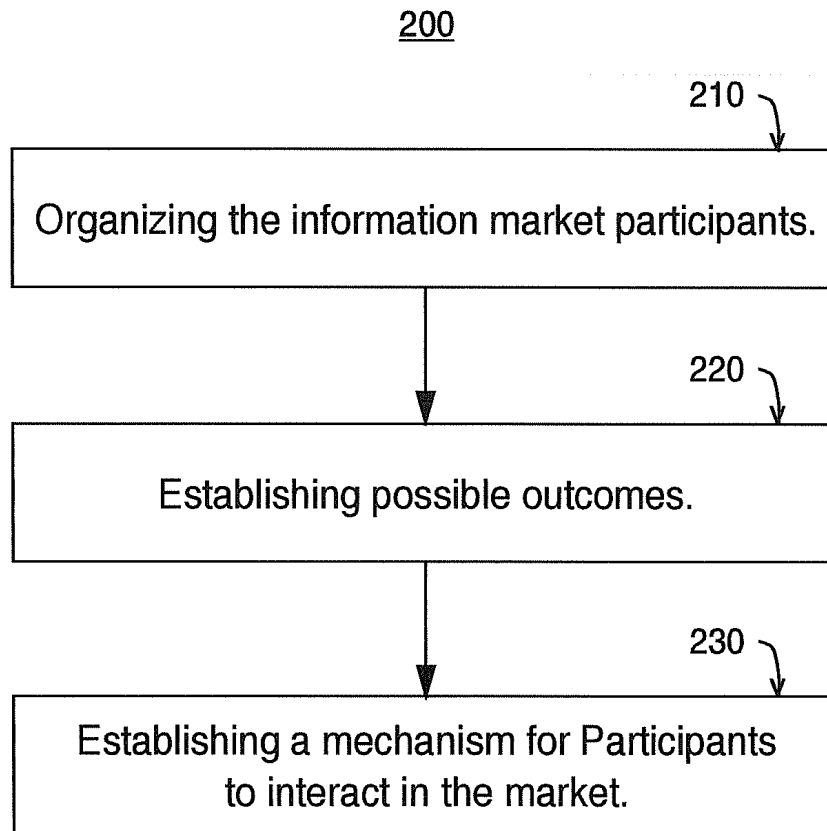 200
210
Organizing the information market participants.
220
Establishing possible outcomes.
230
Establishing a mechanism for Participants
to interact in the market.